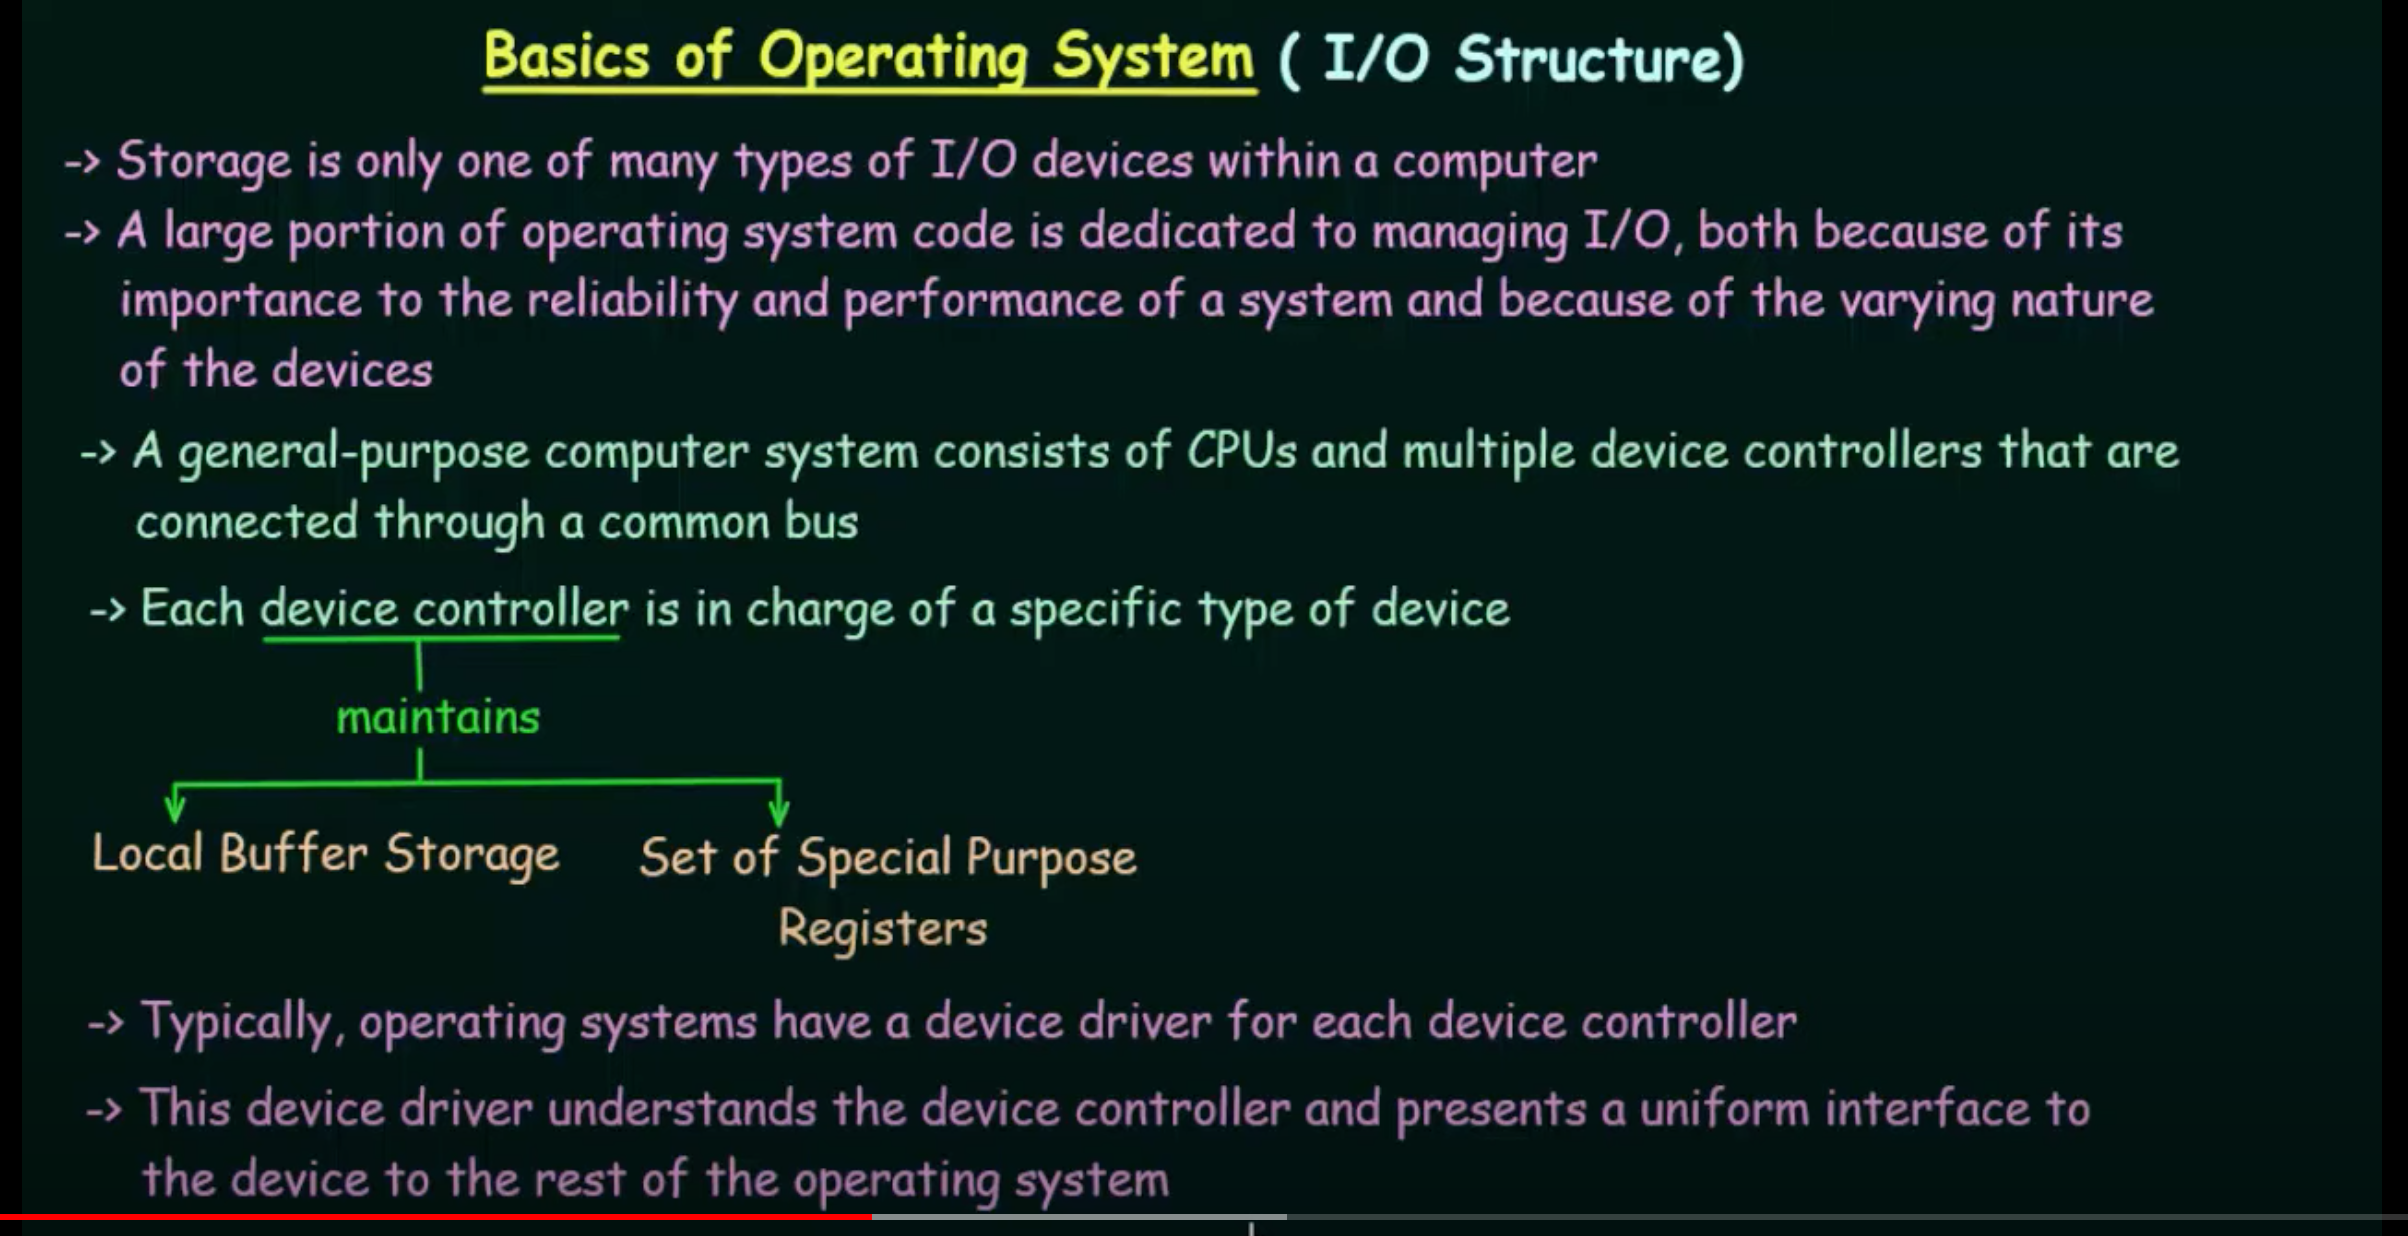 Basics of Operating System ( I/O Structure)
-> Storage is only one of many types of I/O devices within a computer
-> A large portion of operating system code is dedicated to managing I/O, both because of its
importance to the reliability and performance of a system and because of the varying nature
of the devices
-> A general-purpose computer system consists of CPUs and multiple device controllers that are
connected through a common bus
-> Each device controller is in charge of a specific type of device
maintains
Local Buffer Storage
Set of Special Purpose
Registers
-> Typically, operating systems have a device driver for each device controller
-> This device driver understands the device controller and presents a uniform interface to
the device to the rest of the operating system